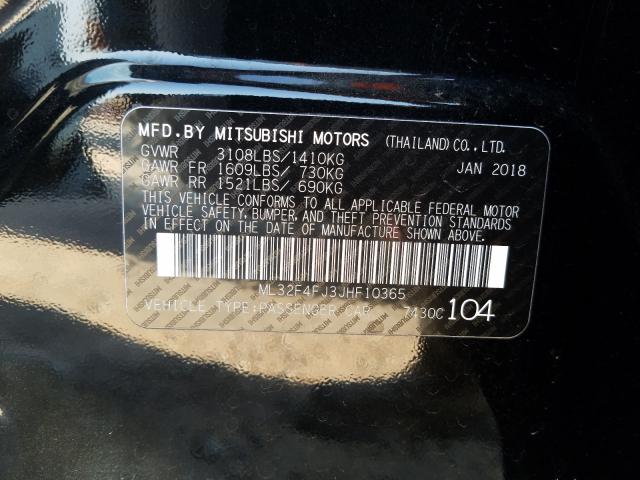 MFD.BY MITSUBISHI MOTORS (THAILAND) CO., LTD.
GVWR 3108LBS/1410KG JAN 2018
GAWR FR 1609LBS/ 730KG
GAWR RR 1521LBS/ 690KG
THIS VEHICLE CONFORMS TO ALL APPLICABLE FEDERAL MOTOR
VEHICLE SAFETY, BUMPER, AND THEFT PREVENTION STANDARDS
IN EFFECT ON THE DATE OF MANUFACTURE SHOWN ABOVE.
ML32F4FJ3JHF10365
VEHICLE TYPE:PASSENGER CAR 7430C 104